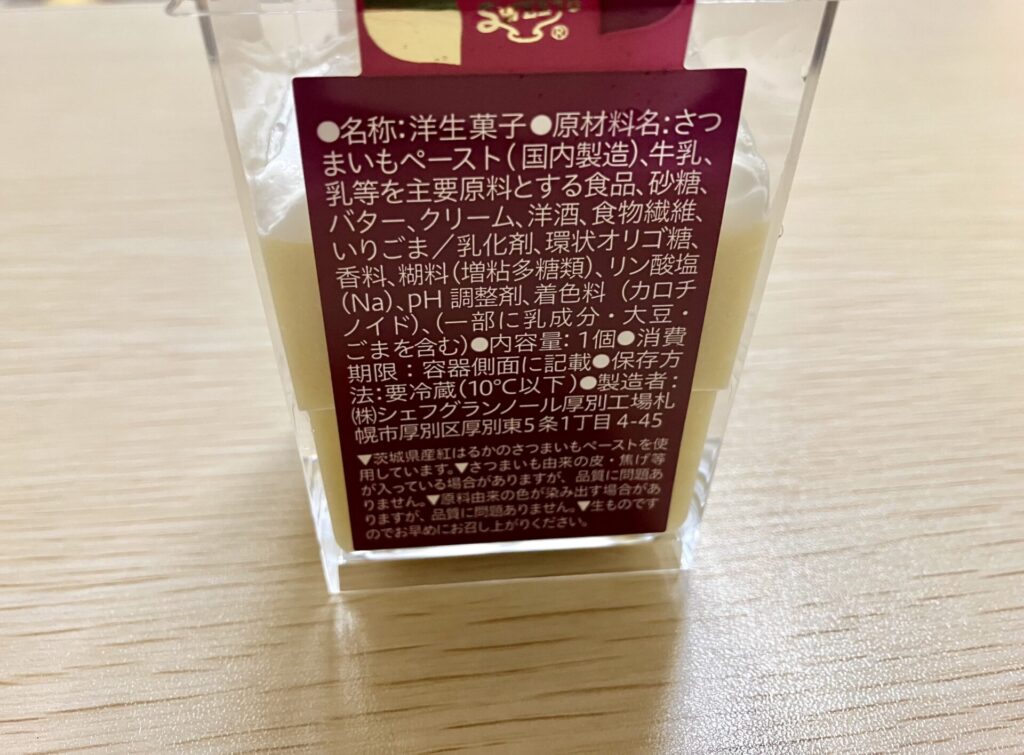 ®
●名称:洋生菓子●原材料名:さつ
まいもペースト(国内製造)、牛乳、
乳等を主要原料とする食品、砂糖、
バター、クリーム、洋酒、食物繊維、
いりごま/乳化剤、環状オリゴ糖、
香料、糊料(増粘多糖類)、リン酸塩
(Na)、pH 調整剤、着色料 (カロチ
ノイド)、(一部に乳成分・大豆・
ごまを含む)●内容量: 1個●消費
期限:容器側面に記載●保存方
法:要冷蔵(10℃以下)●製造者:
(株)シェフグランノール厚別工場札
幌市厚別区厚別東5条1丁目 4-45
▼茨城県産紅はるかのさつまいもペーストを使
用しています。▼さつまいも由来の皮・焦げ等
が入っている場合がありますが、品質に問題あ
りません。▼原料由来の色が染み出す場合があ
りますが、品質に問題ありません。▼生ものです
のでお早めにお召し上がりください。